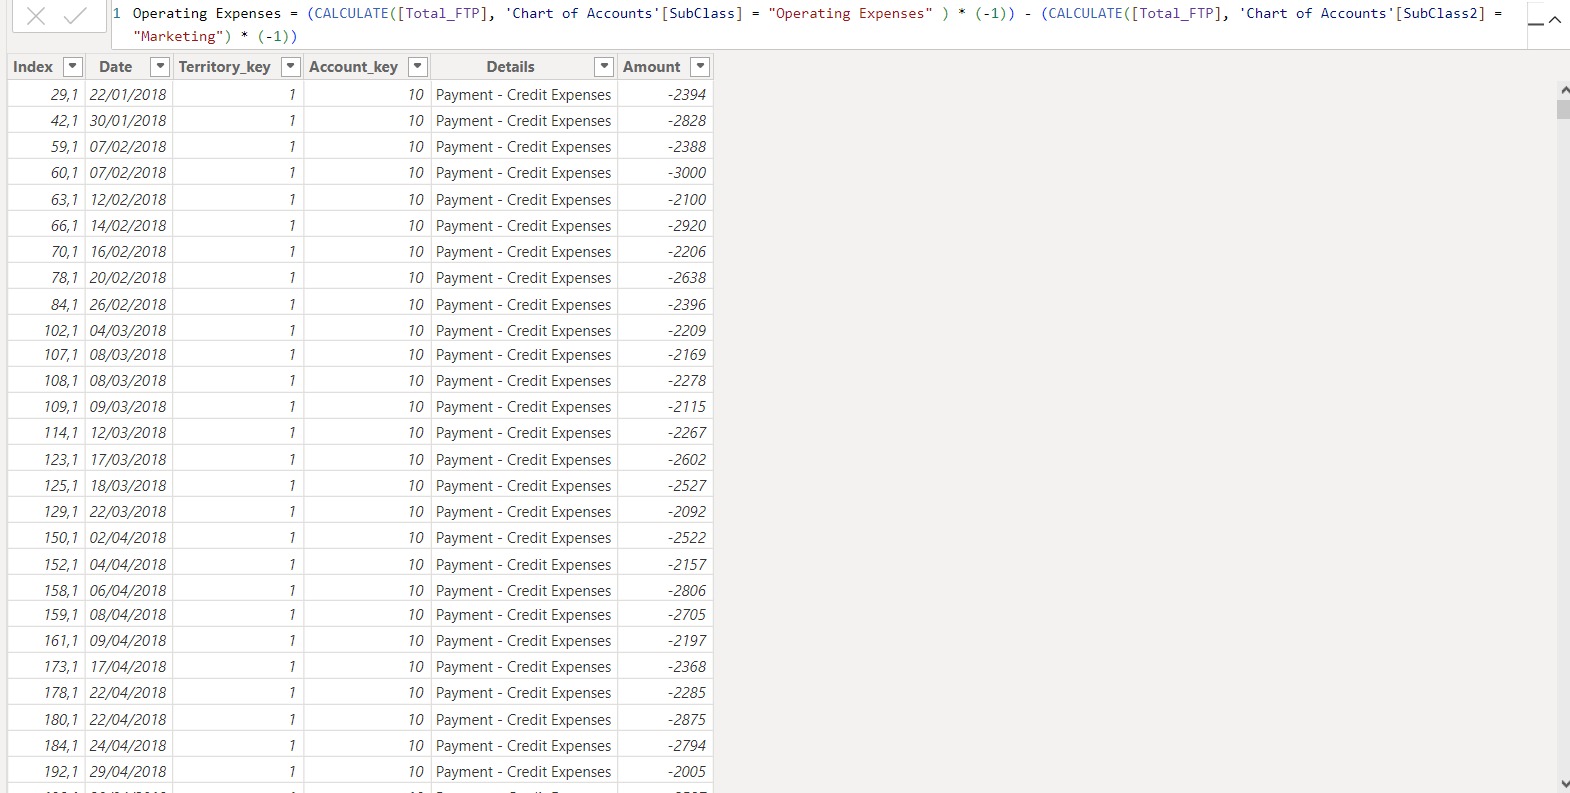 1 Operating Expenses = (CALCULATE([Total_FTP], 'Chart of Accounts'[SubClass] = "Operating Expenses" ) * (-1)) - (CALCULATE([Total_FTP], 'Chart of Accounts'[SubClass2] =
"Marketing") * (-1))
Index Date Territory_key Account_key Details Amount
29,1 22/01/2018 1 10 Payment - Credit Expenses -2394
42,1 30/01/2018 1 10 Payment - Credit Expenses -2828
59,1 07/02/2018 1 10 Payment - Credit Expenses -2388
60,1 07/02/2018 1 10 Payment - Credit Expenses -3000
63,1 12/02/2018 1 10 Payment - Credit Expenses -2100
66,1 14/02/2018 1 10 Payment - Credit Expenses -2920
70,1 16/02/2018 1 10 Payment - Credit Expenses -2206
78,1 20/02/2018 1 10 Payment - Credit Expenses -2638
84,1 26/02/2018 1 10 Payment - Credit Expenses -2396
102,1 04/03/2018 1 10 Payment - Credit Expenses -2209
107,1 08/03/2018 1 10 Payment - Credit Expenses -2169
108,1 08/03/2018 1 10 Payment - Credit Expenses -2278
109,1 09/03/2018 1 10 Payment - Credit Expenses -2115
114,1 12/03/2018 1 10 Payment - Credit Expenses -2267
123,1 17/03/2018 1 10 Payment - Credit Expenses -2602
125,1 18/03/2018 1 10 Payment - Credit Expenses -2527
129,1 22/03/2018 1 10 Payment - Credit Expenses -2092
150,1 02/04/2018 1 10 Payment - Credit Expenses -2522
152,1 04/04/2018 1 10 Payment - Credit Expenses -2157
158,1 06/04/2018 1 10 Payment - Credit Expenses -2806
159,1 08/04/2018 1 10 Payment - Credit Expenses -2705
161,1 09/04/2018 1 10 Payment - Credit Expenses -2197
173,1 17/04/2018 1 10 Payment - Credit Expenses -2368
178,1 22/04/2018 1 10 Payment - Credit Expenses -2285
180,1 22/04/2018 1 10 Payment - Credit Expenses -2875
184,1 24/04/2018 1 10 Payment - Credit Expenses -2794
192,1 29/04/2018 1 10 Payment - Credit Expenses -2005